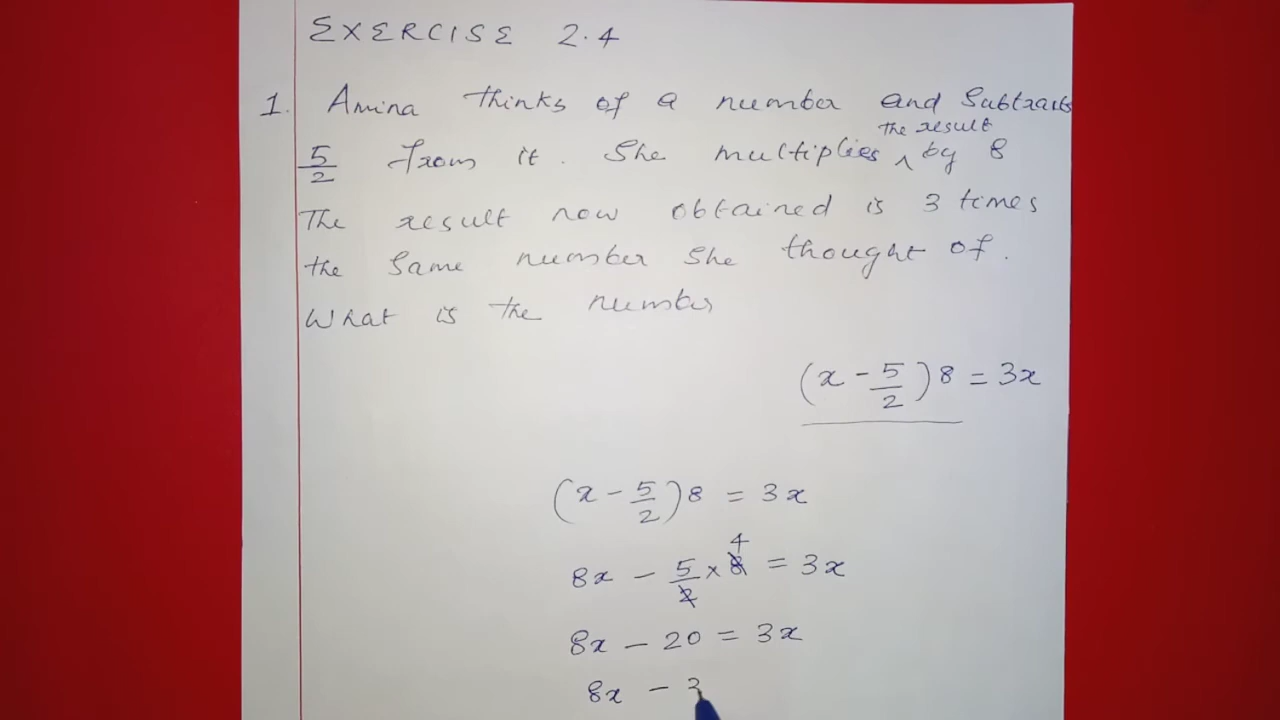 EXERCISE 2.4
1. Amina thinks of a number and Subtracts
5/2 from it. She multiplies ^ the result by 8
The result now obtained is 3 times
the Same number She thought of.
What is the number
(x - 5/2)8 = 3x
(x - 5/2)8 = 3x
8x - 5/2 × 8 4 = 3x
8x - 20 = 3x
8x - 3